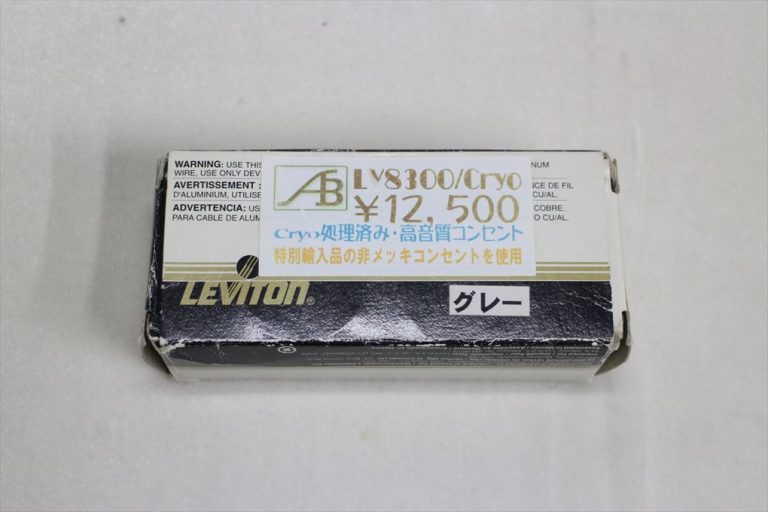 WARNING: USE THIS
WIRE, USE ONLY DEV
AVERTISSEMENT :
D'ALUMINIUM, UTILISE
AVERTENCIA: US
PARA CABLE DE ALUM
NUM
CE DE FIL
CU/AL.
COBRE.
O CU/AL.
AB
LV8300/Cryo
¥12,500
Cryo処理済み・高音質コンセント
特別輸入品の非メッキコンセントを使用
LEVITON®
グレー